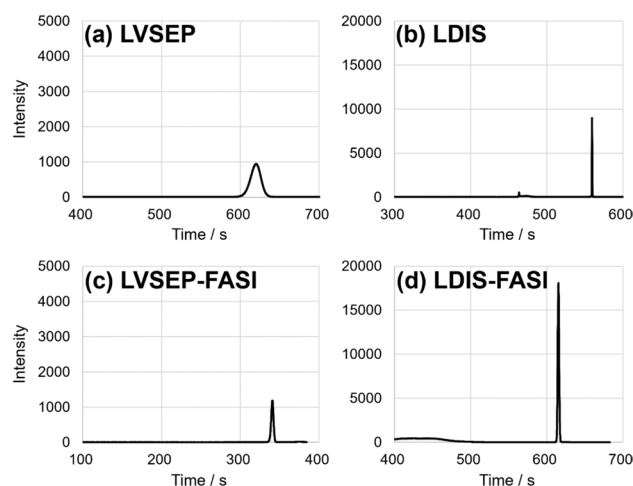 (a) LVSEP
5000
4000
3000
2000
1000
0
Intensity
400 500 600 700
Time / s
(b) LDIS
20000
15000
10000
5000
0
300 400 500 600
Time / s
(c) LVSEP-FASI
5000
4000
3000
2000
1000
0
Intensity
100 200 300 400
Time / s
(d) LDIS-FASI
20000
15000
10000
5000
0
400 500 600 700
Time / s